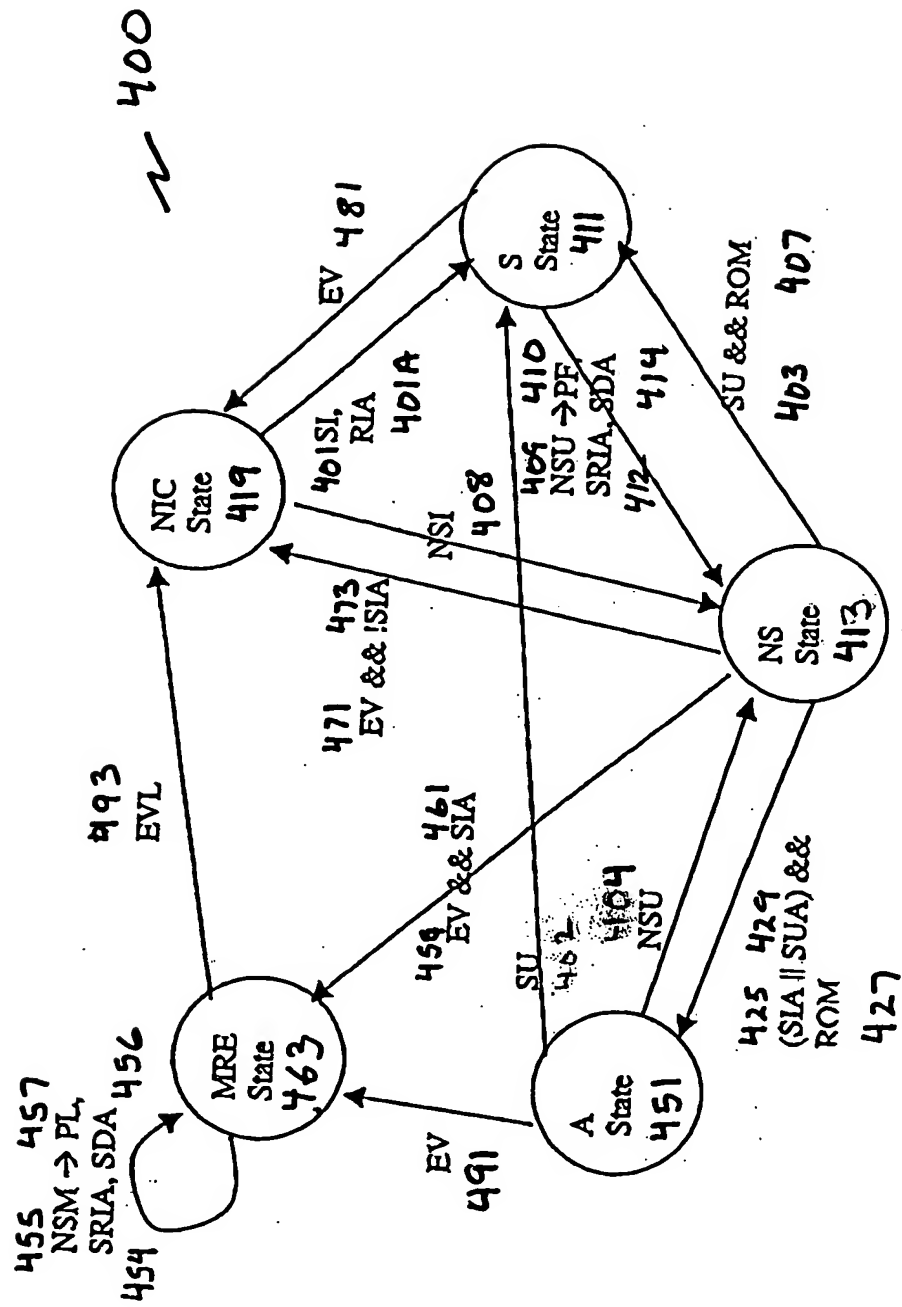 400
455 457
NSM → PL,
SRIA, SDA 456
454
MRE
State
463
493
EVL
NIC
State
419
EV 481
S
State
411
401 SI,
RIA
401A
NSI
408
409 410
NSU → PF,
SRIA, SDA
412 414
SU && ROM
403 407
471 473
EV && !SIA
459 461
EV && SIA
SU
402
404
NSU
EV
491
A
State
451
425 429
(SIA || SUA) &&
ROM
427
NS
State
413